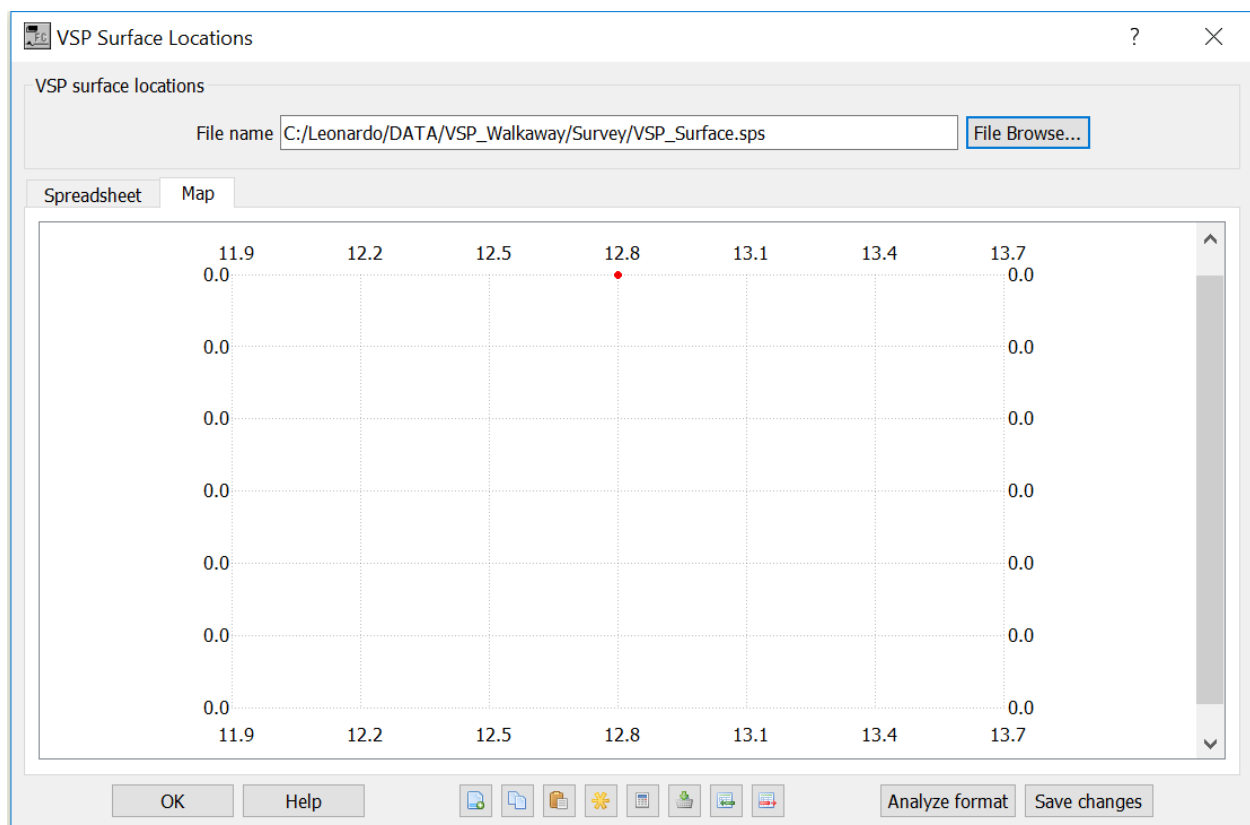 VSP Surface Locations ?
VSP surface locations
File name C:/Leonardo/DATA/VSP_Walkaway/Survey/VSP_Surface.sps File Browse...
Spreadsheet Map
11.9 12.2 12.5 12.8 13.1 13.4 13.7
0.0 0.0
0.0 0.0
0.0 0.0
0.0 0.0
0.0 0.0
0.0 0.0
0.0 0.0
11.9 12.2 12.5 12.8 13.1 13.4 13.7
OK Help Analyze format Save changes